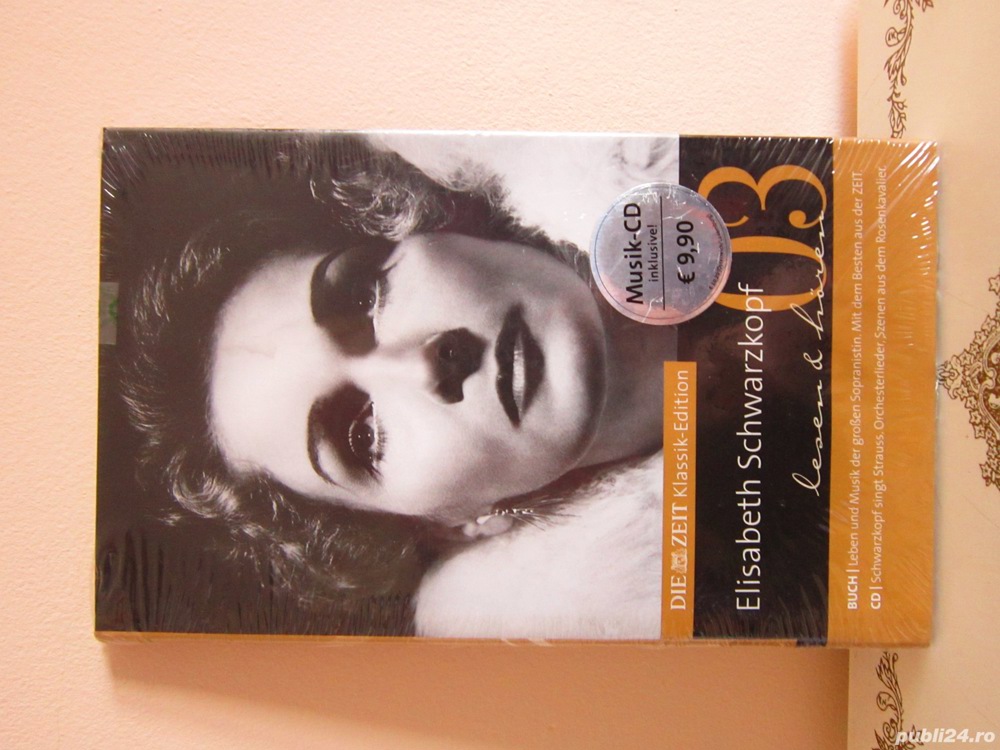 Musik-CD
inklusive!
€ 9,90
DIE ZEIT Klassik-Edition
Elisabeth Schwarzkopf
03
lesen & hören
BUCH | Leben und Musik der großen Sopranistin. Mit dem Besten aus der ZEIT
CD | Schwarzkopf singt Strauss. Orchesterlieder, Szenen aus dem Rosenkavalier
publi24.ro